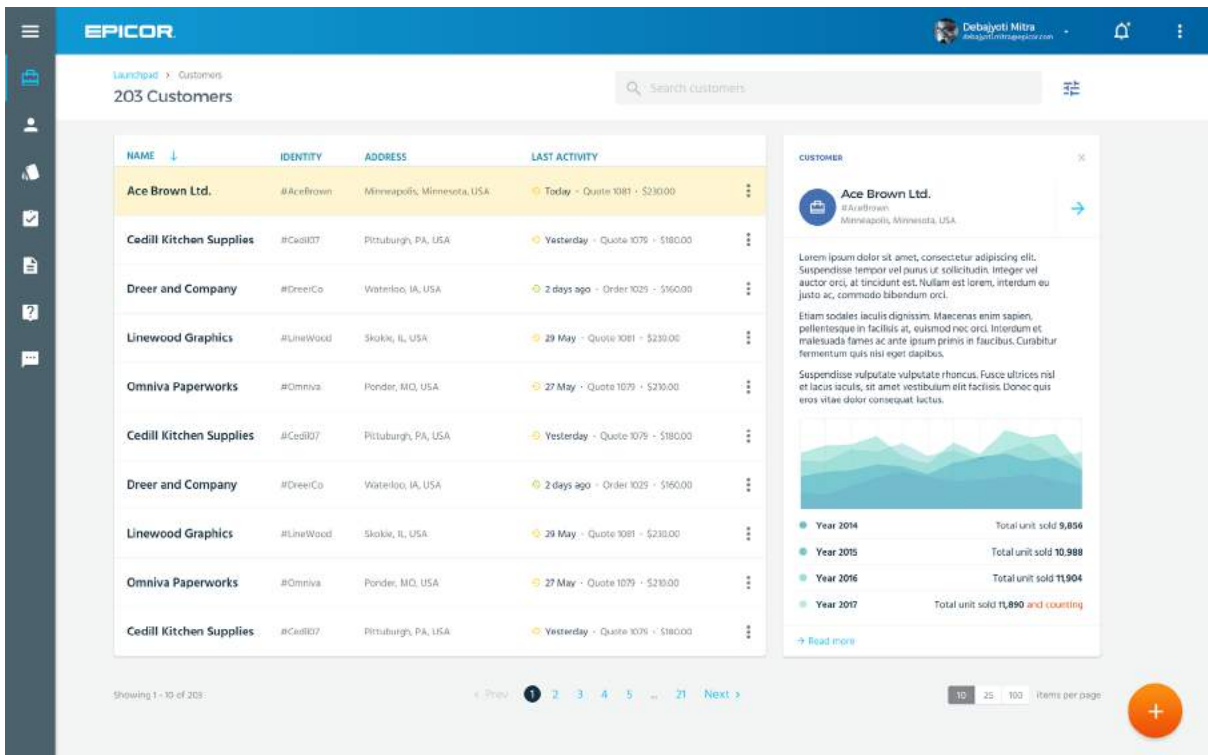 EPICOR
Debajyoti Mitra
debajyotimitra@epicor.com
Launchpad > Customers
203 Customers
Search customers
NAME ↓ IDENTITY ADDRESS LAST ACTIVITY
Ace Brown Ltd. #AceBrown Minneapolis, Minnesota, USA Today - Quote 1081 - $230.00
Cedill Kitchen Supplies #Cedill07 Pittuburgh, PA, USA Yesterday - Quote 1079 - $180.00
Dreer and Company #DreerCo Waterloo, IA, USA 2 days ago - Order 1029 - $160.00
Linewood Graphics #LineWood Skokie, IL, USA 29 May - Quote 1081 - $230.00
Omniva Paperworks #Omniva Ponder, MO, USA 27 May - Quote 1079 - $210.00
Cedill Kitchen Supplies #Cedill07 Pittuburgh, PA, USA Yesterday - Quote 1079 - $180.00
Dreer and Company #DreerCo Waterloo, IA, USA 2 days ago - Order 1029 - $160.00
Linewood Graphics #LineWood Skokie, IL, USA 29 May - Quote 1081 - $230.00
Omniva Paperworks #Omniva Ponder, MO, USA 27 May - Quote 1079 - $210.00
Cedill Kitchen Supplies #Cedill07 Pittuburgh, PA, USA Yesterday - Quote 1079 - $180.00
Showing 1 - 10 of 203
< Prev 1 2 3 4 5 ... 21 Next >
10 25 100 items per page
CUSTOMER
Ace Brown Ltd.
#AceBrown
Minneapolis, Minnesota, USA
Lorem ipsum dolor sit amet, consectetur adipiscing elit.
Suspendisse tempor vel purus ut sollicitudin. Integer vel
auctor orci, at tincidunt est. Nullam est lorem, interdum eu
justo ac, commodo bibendum orci.
Etiam sodales iaculis dignissim. Maecenas enim sapien,
pellentesque in facilisis at, euismod nec orci. Interdum et
malesuada fames ac ante ipsum primis in faucibus. Curabitur
fermentum quis nisi eget dapibus.
Suspendisse vulputate vulputate rhoncus. Fusce ultrices nisl
et lacus iaculis, sit amet vestibulum elit facilisis. Donec quis
eros vitae dolor consequat luctus.
Year 2014 Total unit sold 9,856
Year 2015 Total unit sold 10,988
Year 2016 Total unit sold 11,904
Year 2017 Total unit sold 11,890 and counting
→ Read more